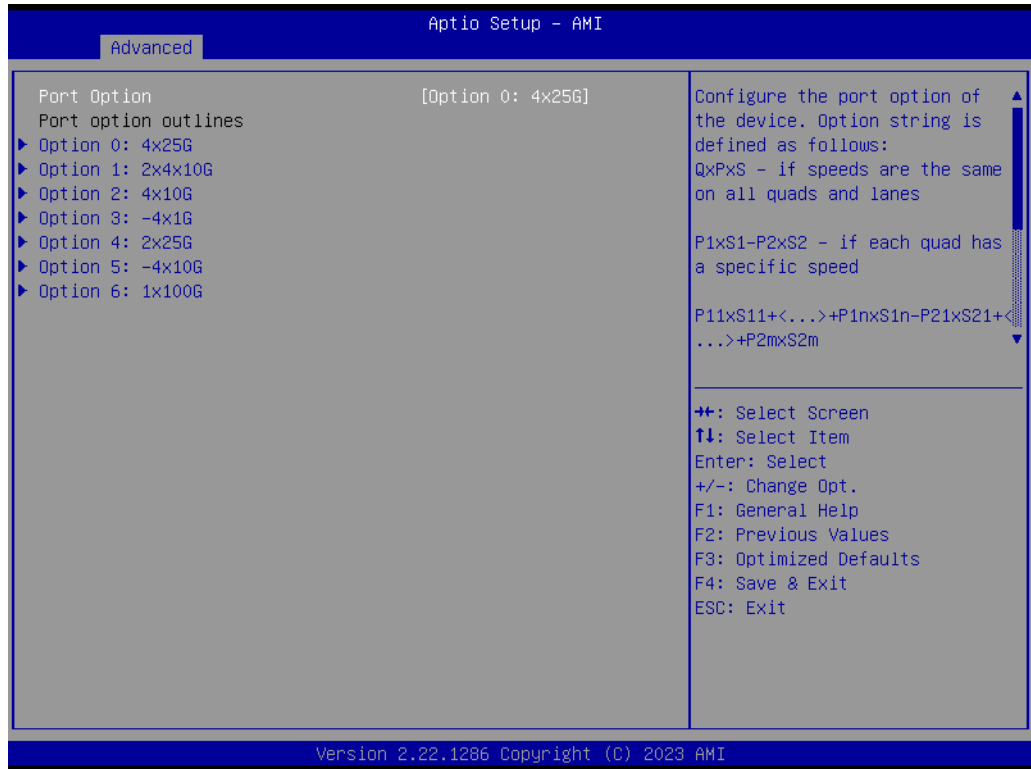 Aptio Setup – AMI
Advanced
Port Option [Option 0: 4x25G]
Port option outlines
▶ Option 0: 4x25G
▶ Option 1: 2x4x10G
▶ Option 2: 4x10G
▶ Option 3: -4x1G
▶ Option 4: 2x25G
▶ Option 5: -4x10G
▶ Option 6: 1x100G
Configure the port option of
the device. Option string is
defined as follows:
QxPxS – if speeds are the same
on all quads and lanes
P1xS1-P2xS2 – if each quad has
a specific speed
P11xS11+<...>+P1nxS1n-P21xS21+<
...>+P2mxS2m
→←: Select Screen
↑↓: Select Item
Enter: Select
+/-: Change Opt.
F1: General Help
F2: Previous Values
F3: Optimized Defaults
F4: Save & Exit
ESC: Exit
Version 2.22.1286 Copyright (C) 2023 AMI